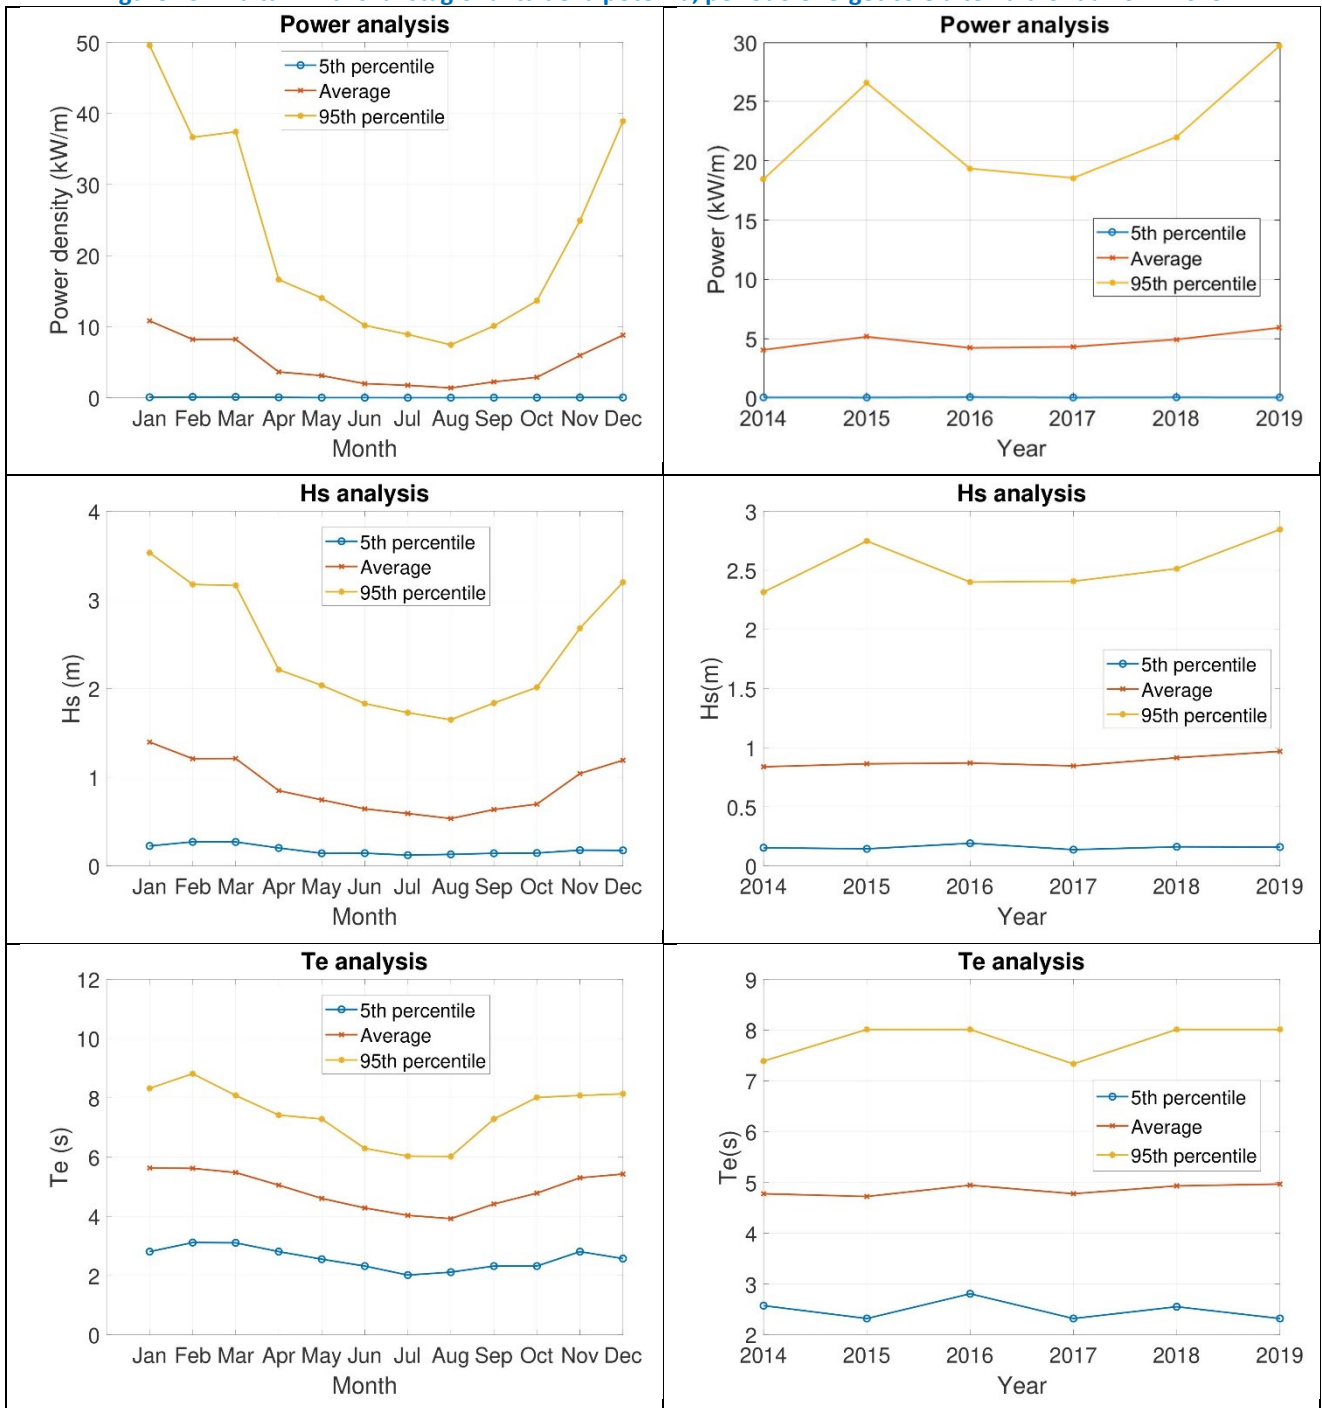 Power analysis
50
40
30
20
10
0
Power density (kW/m)
5th percentile
Average
95th percentile
Jan Feb Mar Apr May Jun Jul Aug Sep Oct Nov Dec
Month
Power analysis
30
25
20
15
10
5
0
Power (kW/m)
5th percentile
Average
95th percentile
2014 2015 2016 2017 2018 2019
Year
Hs analysis
4
3
2
1
0
Hs (m)
5th percentile
Average
95th percentile
Jan Feb Mar Apr May Jun Jul Aug Sep Oct Nov Dec
Month
Hs analysis
3
2.5
2
1.5
1
0.5
0
Hs(m)
5th percentile
Average
95th percentile
2014 2015 2016 2017 2018 2019
Year
Te analysis
12
10
8
6
4
2
0
Te (s)
5th percentile
Average
95th percentile
Jan Feb Mar Apr May Jun Jul Aug Sep Oct Nov Dec
Month
Te analysis
9
8
7
6
5
4
3
2
Te(s)
5th percentile
Average
95th percentile
2014 2015 2016 2017 2018 2019
Year